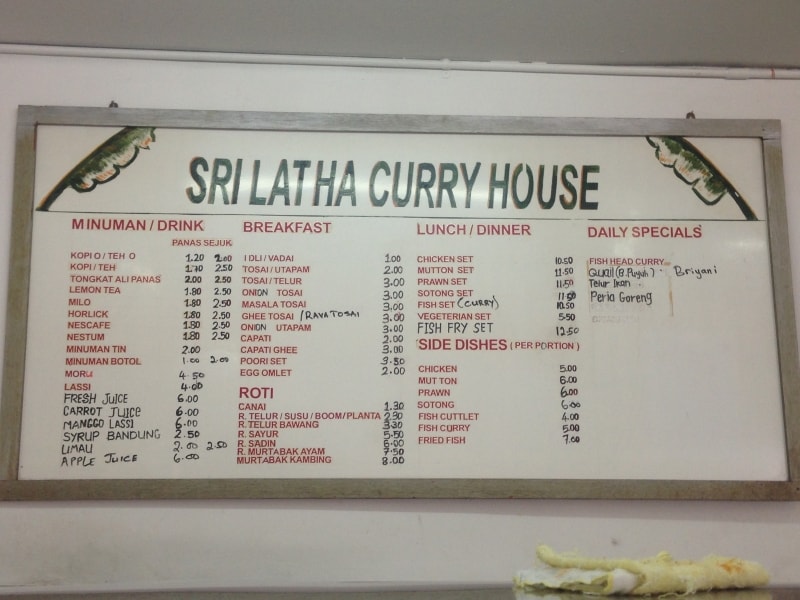 SRI LATHA CURRY HOUSE
MINUMAN / DRINK
PANAS SEJUK
KOPI O / TEH O 1.20 2.00
KOPI / TEH 1.70 2.50
TONGKAT ALI PANAS 2.00 2.50
LEMON TEA 1.80 2.50
MILO 1.80 2.50
HORLICK 1.80 2.50
NESCAFE 1.80 2.50
NESTUM 1.80 2.50
MINUMAN TIN 2.00
MINUMAN BOTOL 1.00 2.00
MORU 4.50
LASSI 4.00
FRESH JUICE 6.00
CARROT JUICE 6.00
MANGGO LASSI 6.00
SYRUP BANDUNG 2.50
LIMAU 2.00 2.50
APPLE JUICE 6.00
BREAKFAST
IDLI / VADAI 1.00
TOSAI / UTAPAM 2.00
TOSAI / TELUR 3.00
ONION TOSAI 3.00
MASALA TOSAI 3.00
GHEE TOSAI / RAVA TOSAI 3.00
ONION UTAPAM 3.00
CAPATI 2.00
CAPATI GHEE 3.00
POORI SET 3.80
EGG OMLET 2.00
ROTI
CANAI 1.30
R. TELUR / SUSU / BOOM / PLANTA 2.30
R. TELUR BAWANG 3.30
R. SAYUR 5.50
R. SADIN 6.00
R. MURTABAK AYAM 7.50
MURTABAK KAMBING 8.00
LUNCH / DINNER
CHICKEN SET 10.50
MUTTON SET 11.50
PRAWN SET 11.50
SOTONG SET 11.50
FISH SET (CURRY) 10.50
VEGETERIAN SET 5.50
FISH FRY SET 12.50
SIDE DISHES ( PER PORTION )
CHICKEN 5.00
MUTTON 6.00
PRAWN 6.00
SOTONG 6.00
FISH CUTTLET 4.00
FISH CURRY 5.00
FRIED FISH 7.00
DAILY SPECIALS
FISH HEAD CURRY
Quail (B. Puyuh) · Briyani
Telur Ikan
Peria Goreng